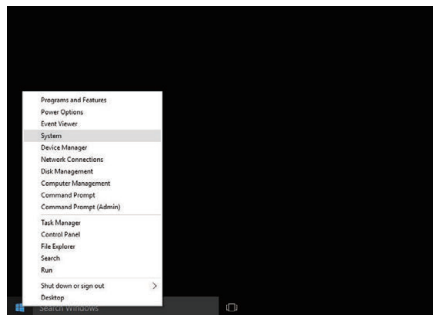 Programs and Features
Power Options
Event Viewer
System
Device Manager
Network Connections
Disk Management
Computer Management
Command Prompt
Command Prompt (Admin)
Task Manager
Control Panel
File Explorer
Search
Run
Shut down or sign out
Desktop
Search Windows